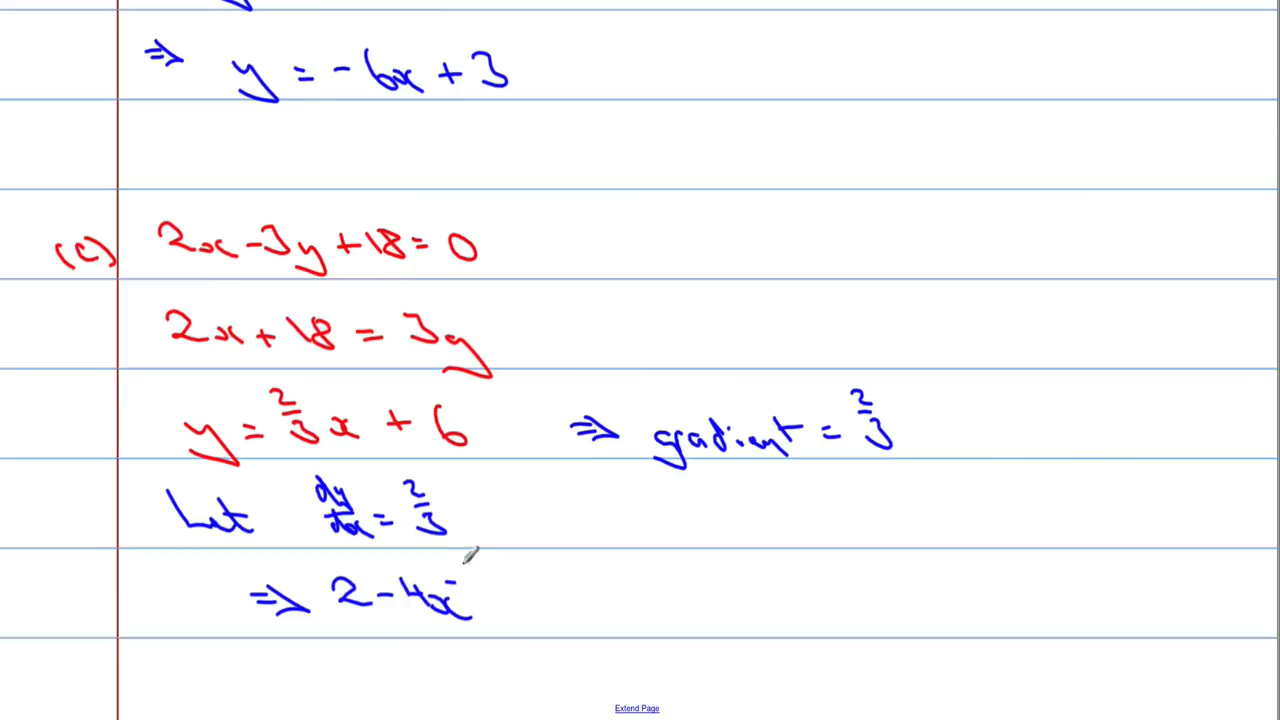 ⇒ y = -6x + 3
(c) 2x - 3y + 18 = 0
2x + 18 = 3y
y = 2/3 x + 6 ⇒ gradient = 2/3
Let dy/dx = 2/3
⇒ 2 - 4x⁻
Extend Page